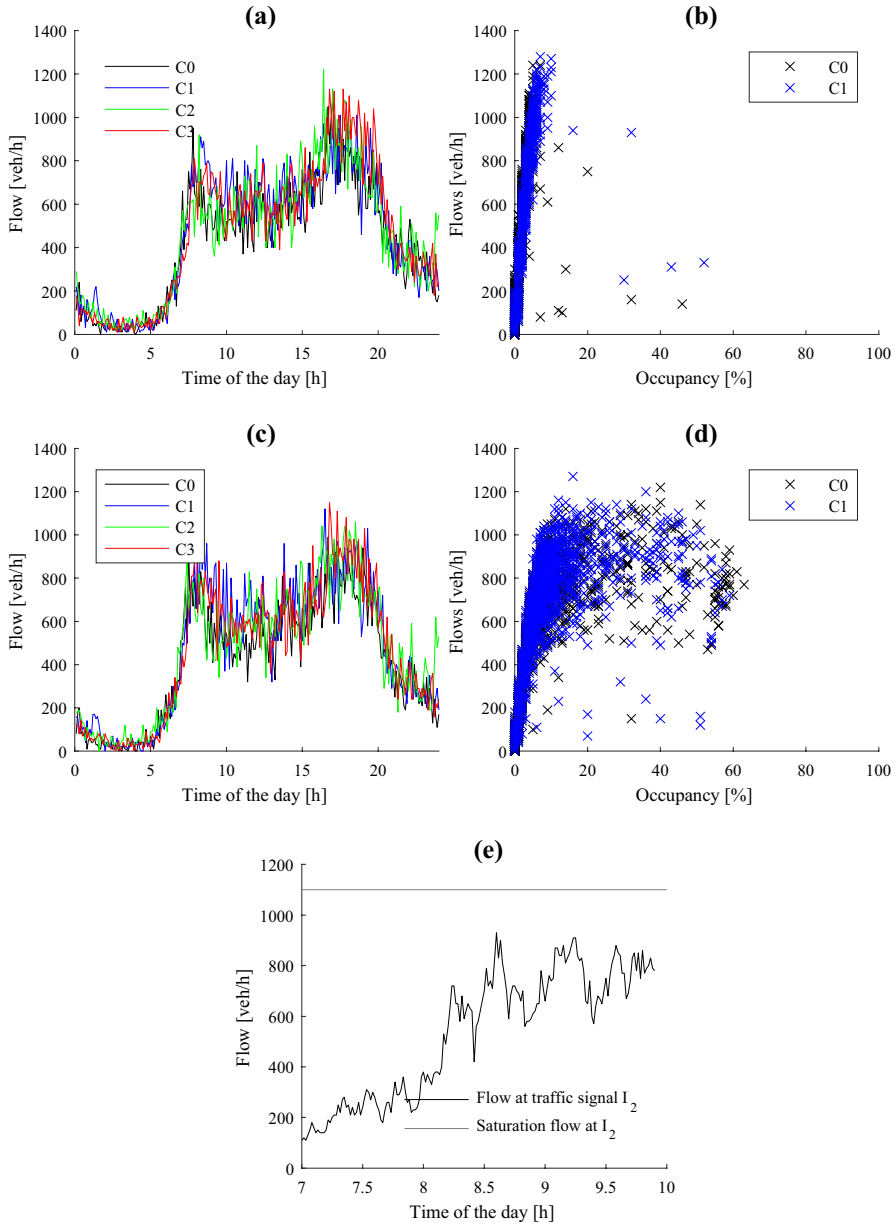 (a)
1400
1200
1000
800
600
400
200
0
Flow [veh/h]
C0
C1
C2
C3
0 5 10 15 20
Time of the day [h]
(b)
1400
1200
1000
800
600
400
200
0
Flows [veh/h]
C0
C1
0 20 40 60 80 100
Occupancy [%]
(c)
1400
1200
1000
800
600
400
200
0
Flow [veh/h]
C0
C1
C2
C3
0 5 10 15 20
Time of the day [h]
(d)
1400
1200
1000
800
600
400
200
0
Flows [veh/h]
C0
C1
0 20 40 60 80 100
Occupancy [%]
(e)
1200
1000
800
600
400
200
0
Flow [veh/h]
Flow at traffic signal I2
Saturation flow at I2
7 7.5 8 8.5 9 9.5 10
Time of the day [h]